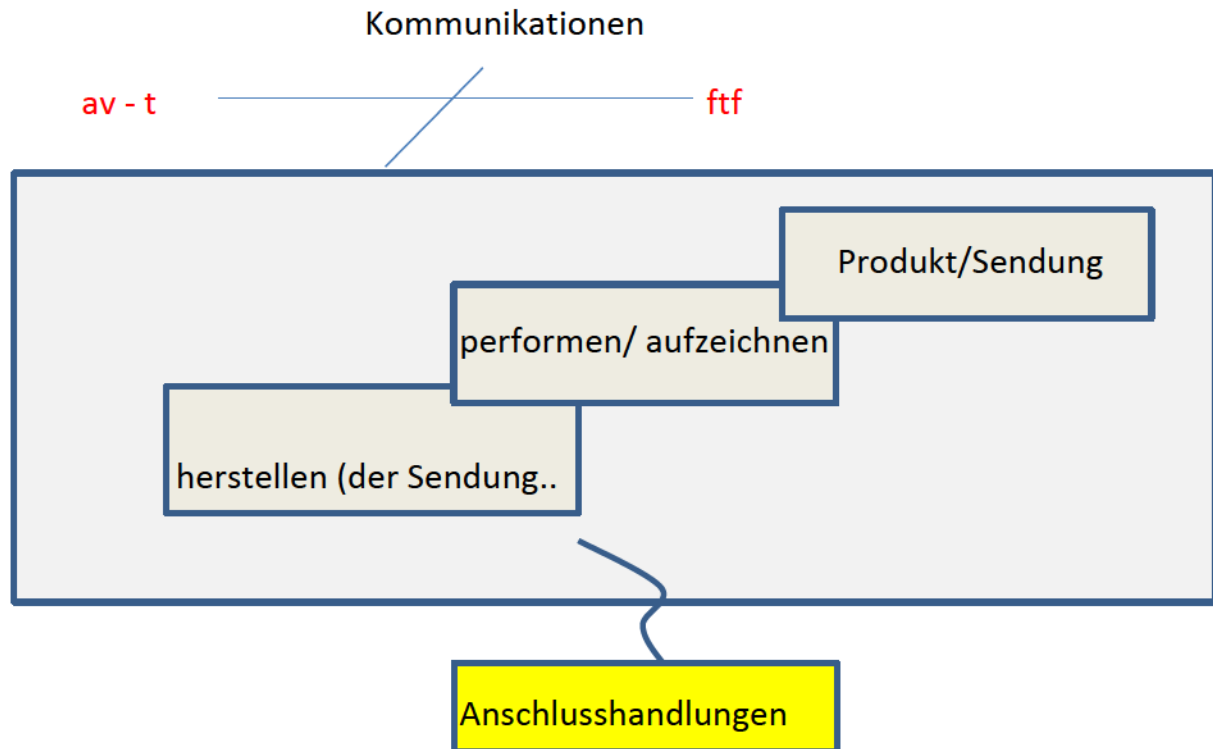 Kommunikationen
av - t
ftf
Produkt/Sendung
performen/ aufzeichnen
herstellen (der Sendung..
Anschlusshandlungen